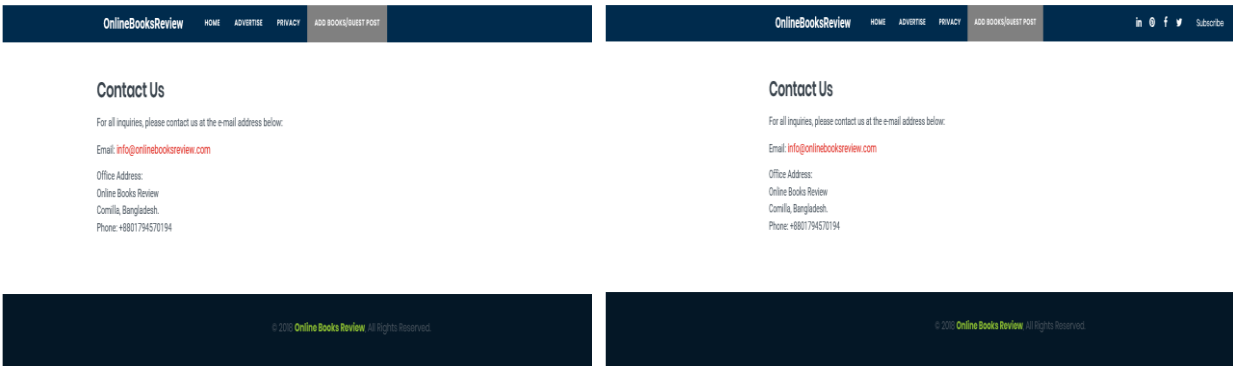 OnlineBooksReview HOME ADVERTISE PRIVACY ADD BOOKS/GUEST POST
Contact Us
For all inquiries, please contact us at the e-mail address below:
Email: info@onlinebooksreview.com
Office Address:
Online Books Review
Comilla, Bangladesh.
Phone: +8801794570194
© 2018 Online Books Review, All Rights Reserved.
OnlineBooksReview HOME ADVERTISE PRIVACY ADD BOOKS/GUEST POST in f Subscribe
Contact Us
For all inquiries, please contact us at the e-mail address below:
Email: info@onlinebooksreview.com
Office Address:
Online Books Review
Comilla, Bangladesh.
Phone: +8801794570194
© 2018 Online Books Review, All Rights Reserved.